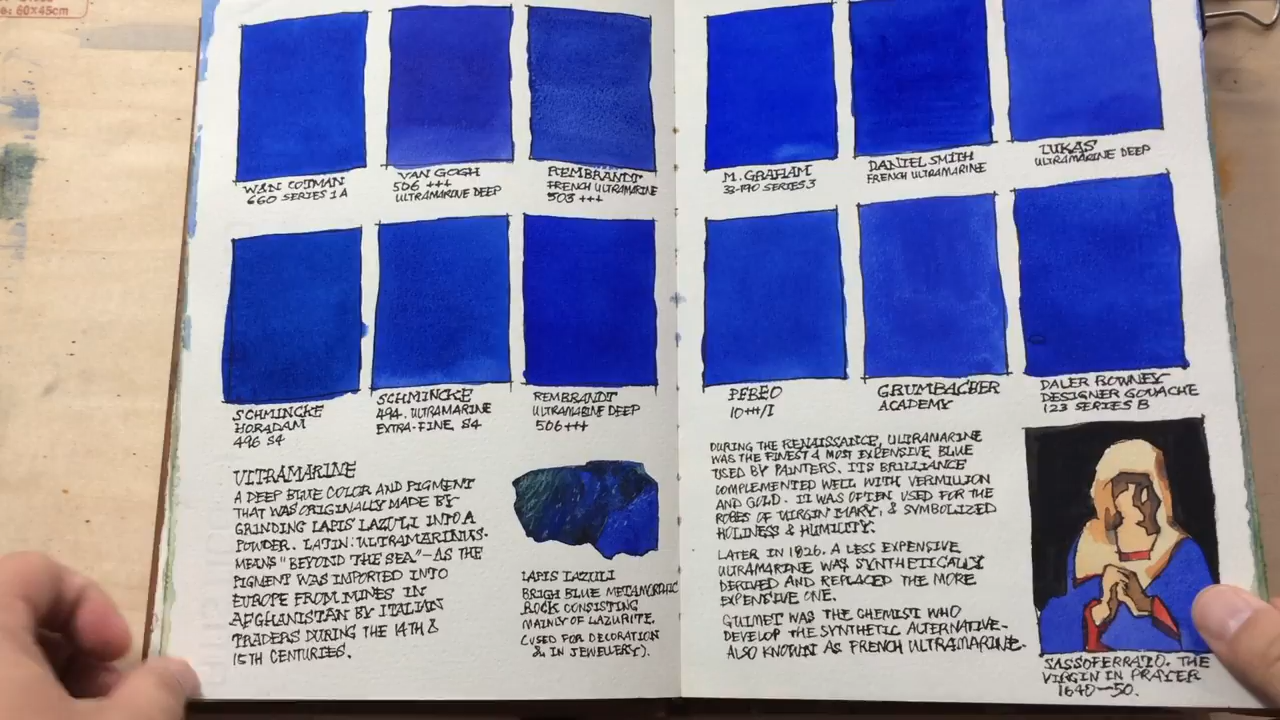 60x45cm
W&N COTMAN
660 SERIES 1 A
VAN GOGH
506 +++
ULTRAMARINE DEEP
REMBRANDT
FRENCH ULTRAMARINE
503 +++
M. GRAHAM
33-190 SERIES 3
DANIEL SMITH
FRENCH ULTRAMARINE
LUKAS
ULTRAMARINE DEEP
SCHMINCKE
HORADAM
496 S4
SCHMINCKE
494. ULTRAMARINE
EXTRA-FINE, S4
REMBRANDT
ULTRAMARINE DEEP
506+++
PEBEO
10++/I
GRUMBACHER
ACADEMY
DALER ROWNEY
DESIGNER GOUACHE
123 SERIES B
ULTRAMARINE
A DEEP BLUE COLOR AND PIGMENT
THAT WAS ORIGINALLY MADE BY
GRINDING LAPIS LAZULI INTO A
POWDER. LATIN: ULTRAMARINUS.
MEANS "BEYOND THE SEA"—AS THE
PIGMENT WAS IMPORTED INTO
EUROPE FROM MINES IN
AFGHANISTAN BY ITALIAN
TRADERS DURING THE 14TH &
15TH CENTURIES.
LAPIS LAZULI
BRIGH BLUE METAMORPHIC
ROCK CONSISTING
MAINLY OF LAZURITE.
(USED FOR DECORATION
& IN JEWELLERY).
DURING THE RENAISSANCE, ULTRAMARINE
WAS THE FINEST & MOST EXPENSIVE BLUE
USED BY PAINTERS. ITS BRILLIANCE
COMPLEMENTED WELL WITH VERMILLION
AND GOLD. IT WAS OFTEN USED FOR THE
ROBES OF VIRGIN MARY, & SYMBOLIZED
HOLINESS & HUMILITY.
LATER IN 1826. A LESS EXPENSIVE
ULTRAMARINE WAS SYNTHETICALLY
DERIVED AND REPLACED THE MORE
EXPENSIVE ONE.
GUIMET WAS THE CHEMIST WHO
DEVELOP THE SYNTHETIC ALTERNATIVE-
ALSO KNOWN AS FRENCH ULTRAMARINE.
SASSOFERRATO. THE
VIRGIN IN PRAYER
1640—50.